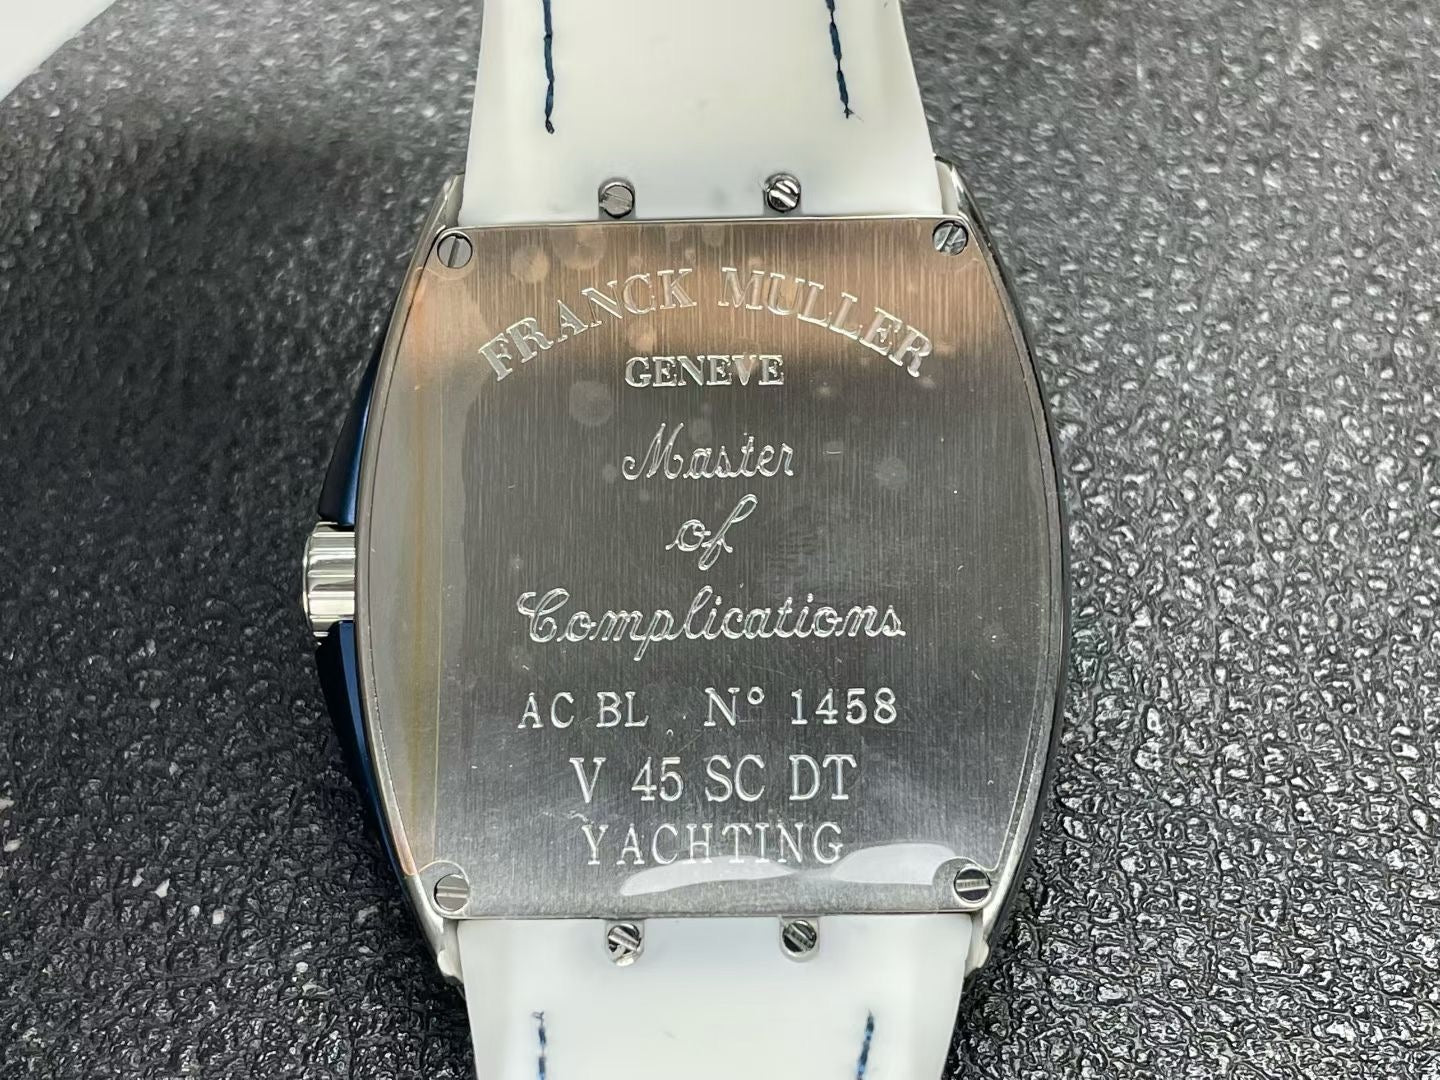 FRANCK MULLER
GENEVE
Master
of
Complications
AC BL N° 1458
V 45 SC DT
YACHTING